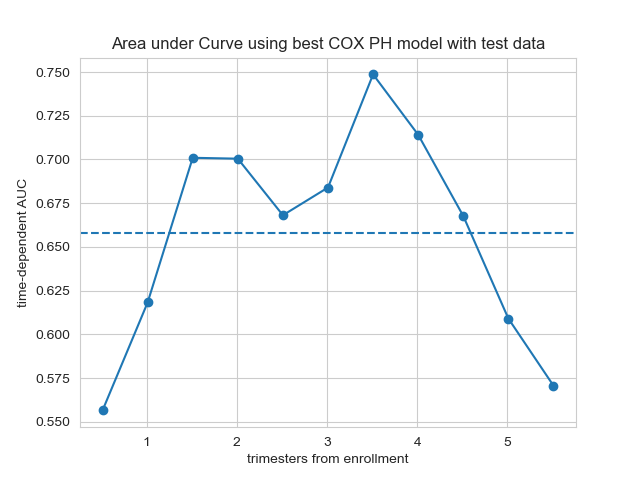 Area under Curve using best COX PH model with test data
time-dependent AUC
0.750
0.725
0.700
0.675
0.650
0.625
0.600
0.575
0.550
1 2 3 4 5
trimesters from enrollment